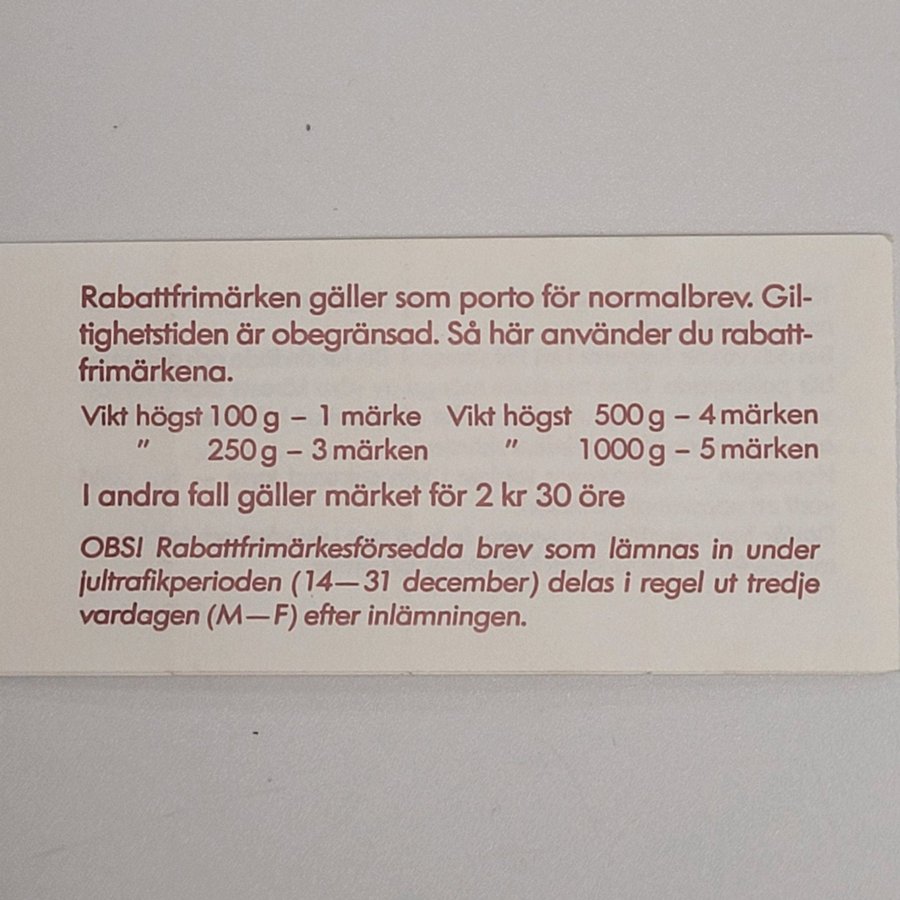 Rabattfrimärken gäller som porto för normalbrev. Gil-
tighetstiden är obegränsad. Så här använder du rabatt-
frimärkena.
Vikt högst 100 g – 1 märke Vikt högst 500 g – 4 märken
" 250 g – 3 märken " 1000 g – 5 märken
I andra fall gäller märket för 2 kr 30 öre
OBS! Rabattfrimärkesförsedda brev som lämnas in under
jultrafikperioden (14—31 december) delas i regel ut tredje
vardagen (M—F) efter inlämningen.